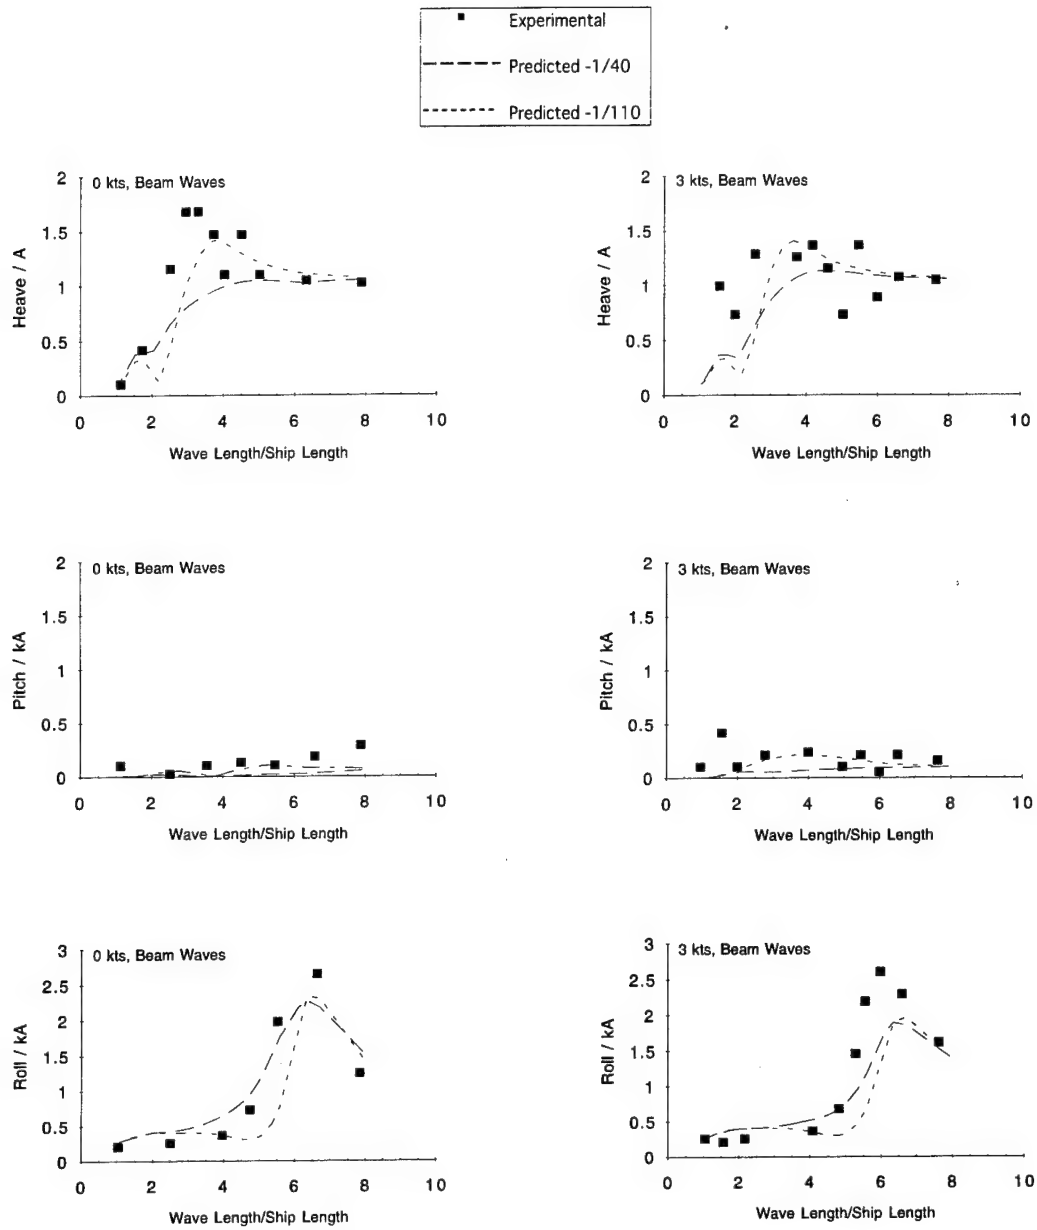 Experimental
Predicted -1/40
Predicted -1/110
0 kts, Beam Waves
Heave / A
2
1.5
1
0.5
0
0 2 4 6 8 10
Wave Length/Ship Length
3 kts, Beam Waves
Heave / A
2
1.5
1
0.5
0
0 2 4 6 8 10
Wave Length/Ship Length
0 kts, Beam Waves
Pitch / kA
2
1.5
1
0.5
0
0 2 4 6 8 10
Wave Length/Ship Length
3 kts, Beam Waves
Pitch / kA
2
1.5
1
0.5
0
0 2 4 6 8 10
Wave Length/Ship Length
0 kts, Beam Waves
Roll / kA
3
2.5
2
1.5
1
0.5
0
0 2 4 6 8 10
Wave Length/Ship Length
3 kts, Beam Waves
Roll / kA
3
2.5
2
1.5
1
0.5
0
0 2 4 6 8 10
Wave Length/Ship Length